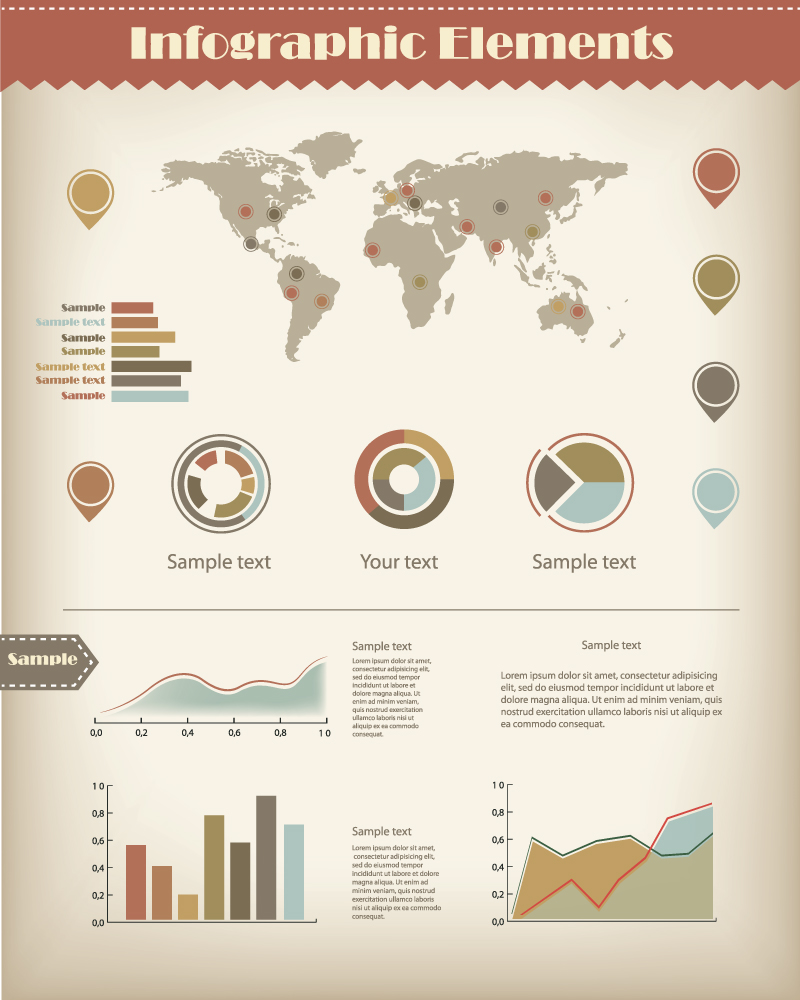 Infographic Elements
Sample
Sample text
Sample
Sample
Sample text
Sample text
Sample
Sample text
Your text
Sample text
Sample
0,0
0,2
0,4
0,6
0,8
1 0
Sample text
Lorem ipsum dolor sit amet,
consectetur adipisicing elit,
sed do eiusmod tempor
incididunt ut labore et
dolore magna aliqua. Ut
enim ad minim veniam, quis
nostrud exercitation
ullamco laboris nisi ut
aliquip ex ea commodo
consequat.
Sample text
Lorem ipsum dolor sit amet, consectetur adipisicing
elit, sed do eiusmod tempor incididunt ut labore et
dolore magna aliqua. Ut enim ad minim veniam, quis
nostrud exercitation ullamco laboris nisi ut aliquip ex
ea commodo consequat.
1 0
0,8
0,6
0,4
0,2
0,0
Sample text
Lorem ipsum dolor sit amet,
consectetur adipisicing elit,
sed do eiusmod tempor
incididunt ut labore et dolore
magna aliqua. Ut enim ad
minim veniam, quis nostrud
exercitation ullamco laboris
nisi ut aliquip ex ea commodo
consequat.
1 0
0,8
0,6
0,4
0,2
0,0